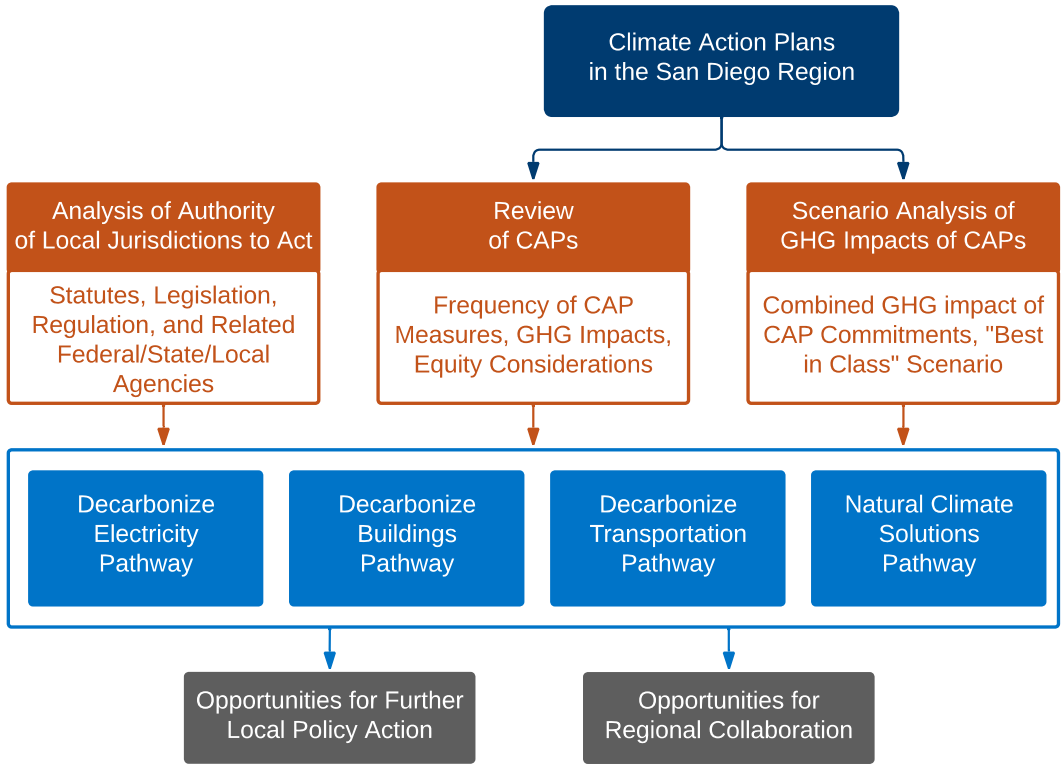 Climate Action Plans
in the San Diego Region
Analysis of Authority
of Local Jurisdictions to Act
Statutes, Legislation,
Regulation, and Related
Federal/State/Local
Agencies
Review
of CAPs
Frequency of CAP
Measures, GHG Impacts,
Equity Considerations
Scenario Analysis of
GHG Impacts of CAPs
Combined GHG impact of
CAP Commitments, "Best
in Class" Scenario
Decarbonize
Electricity
Pathway
Decarbonize
Buildings
Pathway
Decarbonize
Transportation
Pathway
Natural Climate
Solutions
Pathway
Opportunities for Further
Local Policy Action
Opportunities for
Regional Collaboration